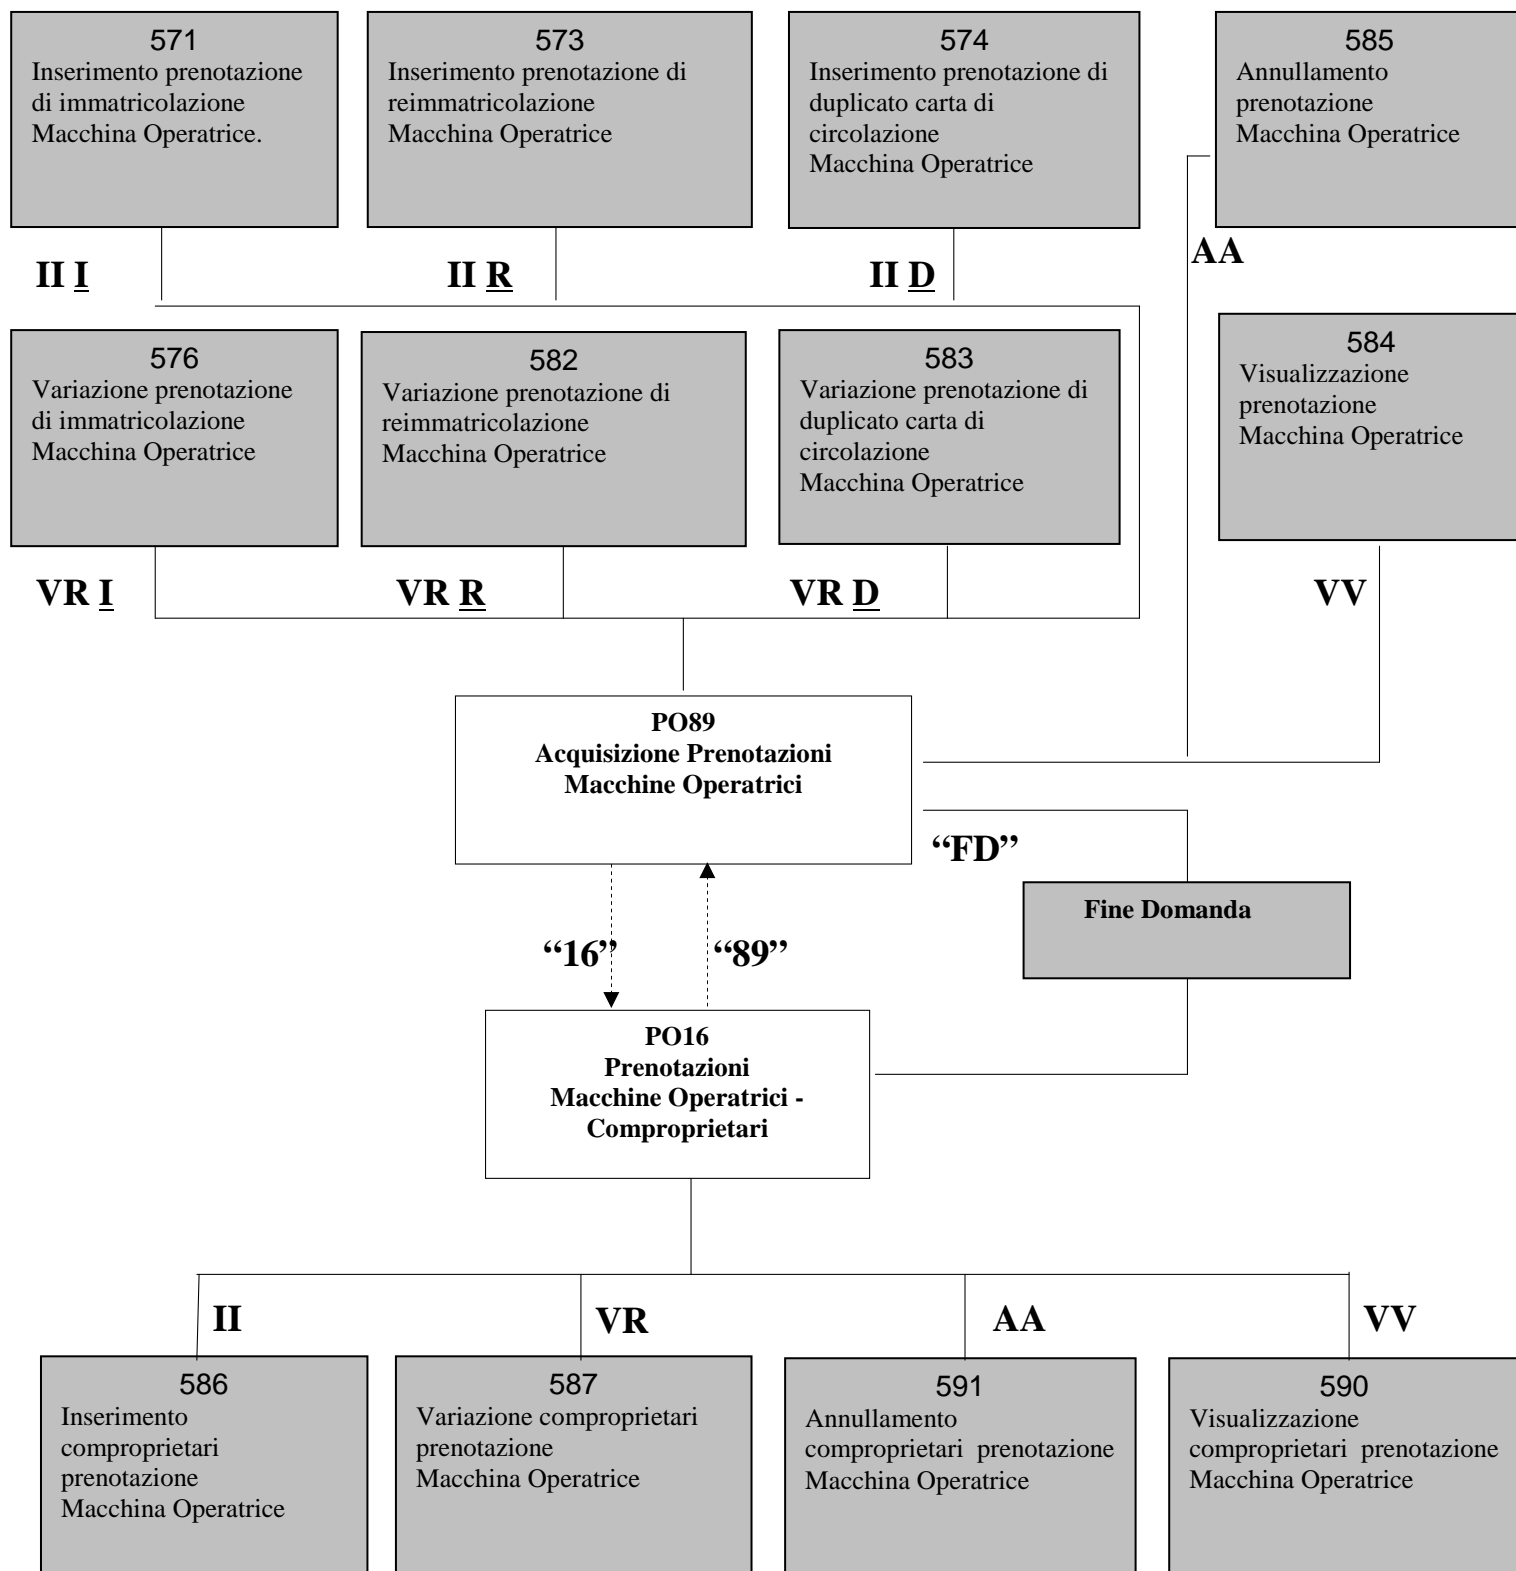 571
Inserimento prenotazione
di immatricolazione
Macchina Operatrice.
573
Inserimento prenotazione di
reimmatricolazione
Macchina Operatrice
574
Inserimento prenotazione di
duplicato carta di
circolazione
Macchina Operatrice
585
Annullamento
prenotazione
Macchina Operatrice
II I
II R
II D
AA
576
Variazione prenotazione
di immatricolazione
Macchina Operatrice
582
Variazione prenotazione di
reimmatricolazione
Macchina Operatrice
583
Variazione prenotazione di
duplicato carta di
circolazione
Macchina Operatrice
584
Visualizzazione
prenotazione
Macchina Operatrice
VR I
VR R
VR D
VV
PO89
Acquisizione Prenotazioni
Macchine Operatrici
“FD”
Fine Domanda
“16”
“89”
PO16
Prenotazioni
Macchine Operatrici -
Comproprietari
II
VR
AA
VV
586
Inserimento
comproprietari
prenotazione
Macchina Operatrice
587
Variazione comproprietari
prenotazione
Macchina Operatrice
591
Annullamento
comproprietari prenotazione
Macchina Operatrice
590
Visualizzazione
comproprietari prenotazione
Macchina Operatrice